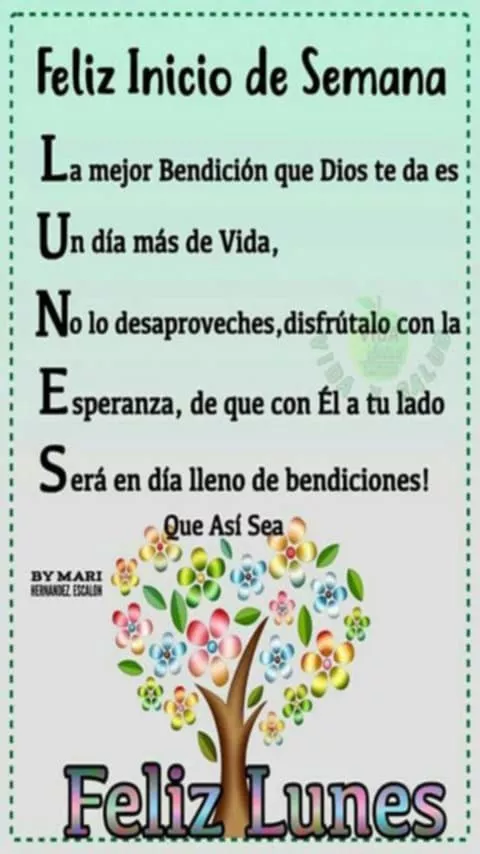 Feliz Inicio de Semana
La mejor Bendición que Dios te da es
Un día más de Vida,
No lo desaproveches,disfrútalo con la
Esperanza, de que con Él a tu lado
Será en día lleno de bendiciones!
Que Así Sea
BY MARI
HERNANDEZ ESCALON
Feliz Lunes
VIDA
VIDA Y SALUD